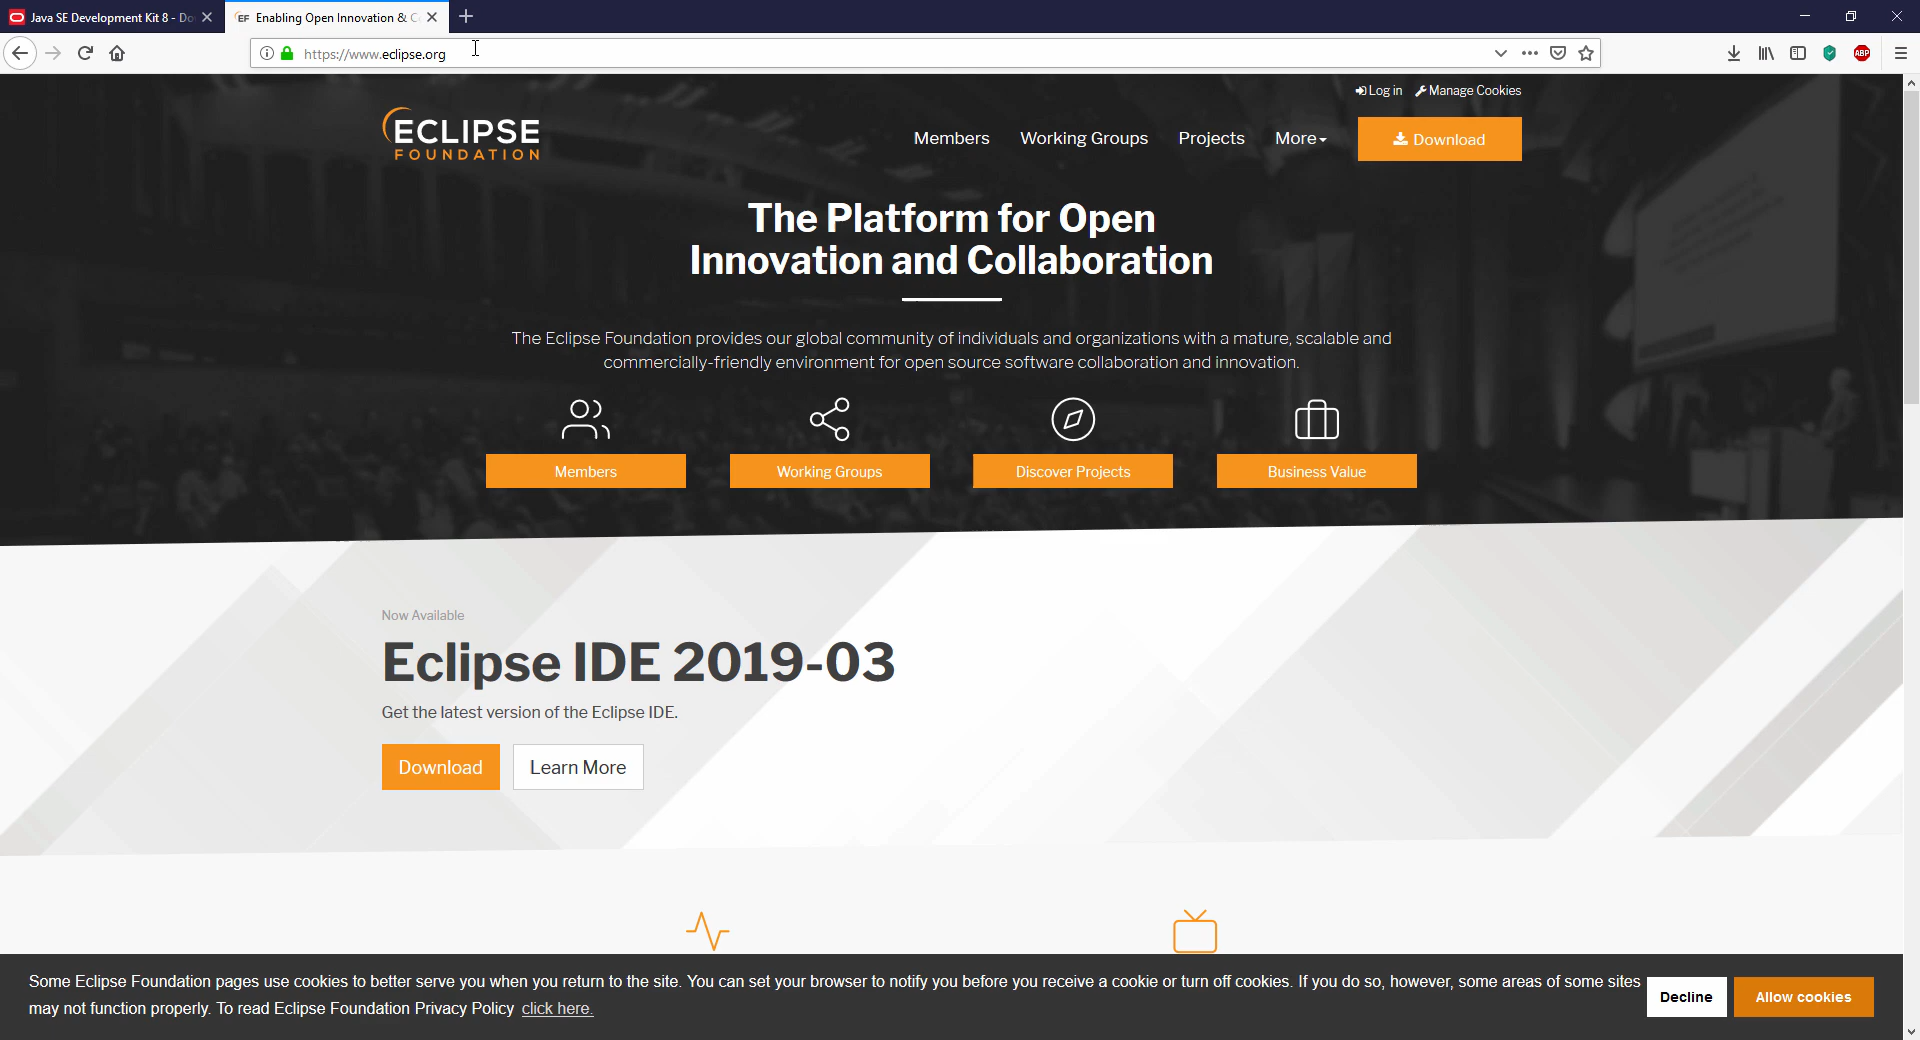 Java SE Development Kit 8 - Do
EF Enabling Open Innovation & C
https://www.eclipse.org
ABP
Log in Manage Cookies
ECLIPSE
FOUNDATION
Members Working Groups Projects More Download
The Platform for Open
Innovation and Collaboration
The Eclipse Foundation provides our global community of individuals and organizations with a mature, scalable and
commercially-friendly environment for open source software collaboration and innovation.
Members Working Groups Discover Projects Business Value
Now Available
Eclipse IDE 2019-03
Get the latest version of the Eclipse IDE.
Download Learn More
Some Eclipse Foundation pages use cookies to better serve you when you return to the site. You can set your browser to notify you before you receive a cookie or turn off cookies. If you do so, however, some areas of some sites
may not function properly. To read Eclipse Foundation Privacy Policy click here.
Decline Allow cookies